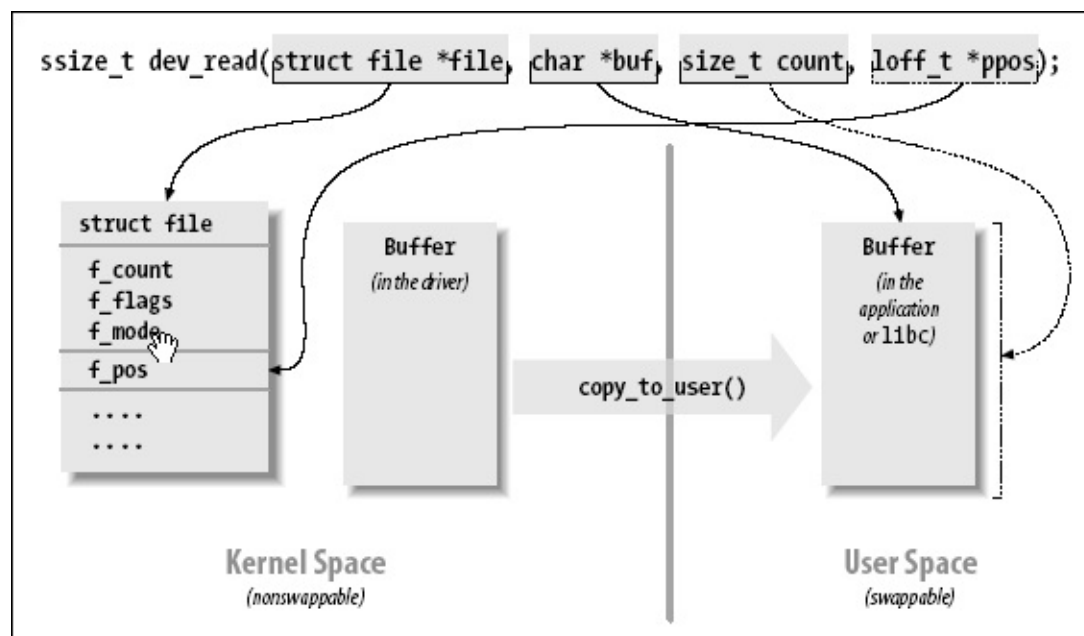 ssize_t dev_read(struct file *file, char *buf, size_t count, loff_t *ppos);
struct file
f_count
f_flags
f_mode
f_pos
....
....
Buffer
(in the driver)
copy_to_user()
Buffer
(in the
application
or libc)
Kernel Space
(nonswappable)
User Space
(swappable)